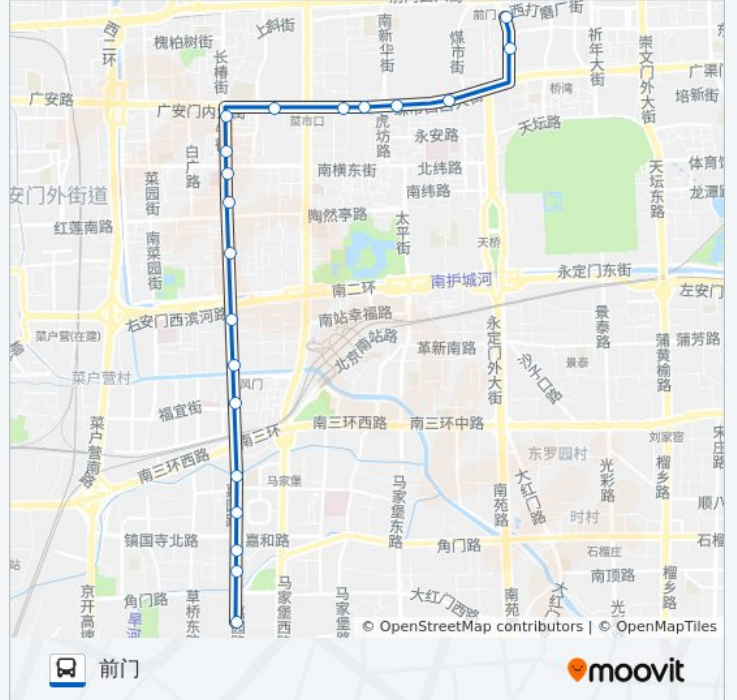 前门
西打磨厂街
西二环
槐柏树街
上斜街
长椿街
南新华街
煤市街
祈年大街
崇文门外大街
广渠门
桥湾
培新街
广安路
广安门内
菜市口
虎坊路
永安路
天坛路
白广路
南横东街
北纬路
天坛东路
体育馆
菜园街
南纬路
龙潭
安门外街道
红莲南路
陶然亭路
太平街
南菜园街
天桥
永定门东街
南护城河
南二环
左安门
右安门西滨河路
南站幸福路
景泰路
菜户营(在建)
北京南站路
革新南路
永定门外大街
沙子口路
景泰
蒲黄榆路
蒲芳路
菜户营村
风门
福宜街
菜户营南路
南三环
南三环西路
南三环中路
刘家窑
南三环西路
东罗园村
马家堡
光彩路
榴乡路
马家堡东路
南苑路
大红门路
时村
顺八
镇国寺北路
嘉和路
角门路
石榴庄
石榴
站
南顶路
京开高速
角门路
草桥东
马家堡西路
马家堡
大红门西路
南苑
榴乡路
© OpenStreetMap contributors | © OpenMapTiles
前门
moovit